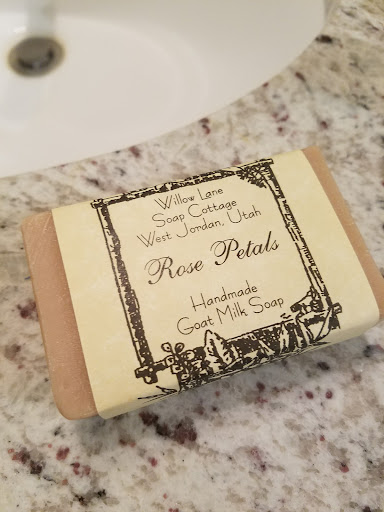 Willow Lane
Soap Cottage
West Jordan, Utah
Rose Petals
Handmade
Goat Milk Soap